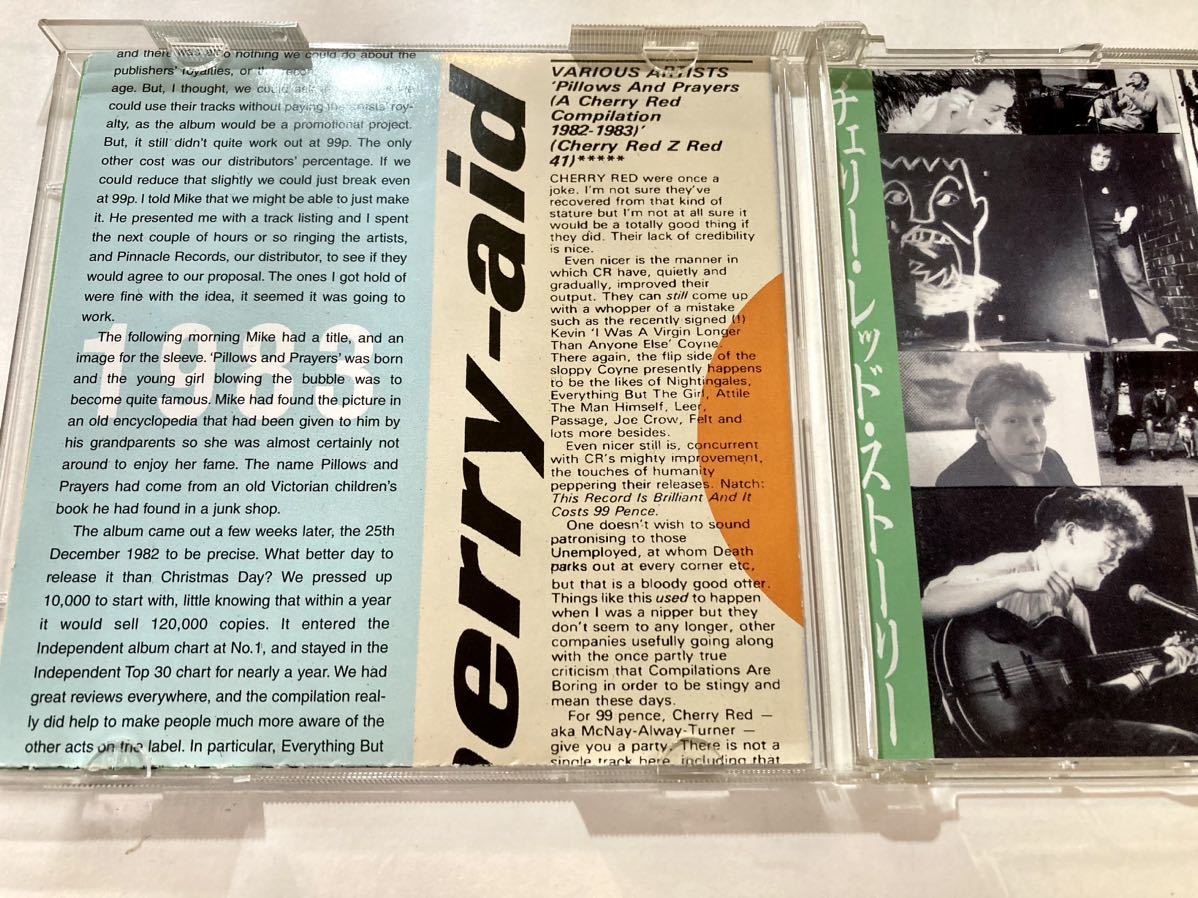 and there nothing we could do about the
publishers' royalties, or the
age. But, I thought, we could
could use their tracks without paying the artists' roy-
alty, as the album would be a promotional project.
But, it still didn't quite work out at 99p. The only
other cost was our distributors' percentage. If we
could reduce that slightly we could just break even
at 99p. I told Mike that we might be able to just make
it. He presented me with a track listing and I spent
the next couple of hours or so ringing the artists,
and Pinnacle Records, our distributor, to see if they
would agree to our proposal. The ones I got hold of
were fine with the idea, it seemed it was going to
work.
The following morning Mike had a title, and an
image for the sleeve. 'Pillows and Prayers' was born
and the young girl blowing the bubble was to
become quite famous. Mike had found the picture in
an old encyclopedia that had been given to him by
his grandparents so she was almost certainly not
around to enjoy her fame. The name Pillows and
Prayers had come from an old Victorian children's
book he had found in a junk shop.
The album came out a few weeks later, the 25th
December 1982 to be precise. What better day to
release it than Christmas Day? We pressed up
10,000 to start with, little knowing that within a year
it would sell 120,000 copies. It entered the
Independent album chart at No.1, and stayed in the
Independent Top 30 chart for nearly a year. We had
great reviews everywhere, and the compilation real-
ly did help to make people much more aware of the
other acts on the label. In particular, Everything But
1983
herry-aid
VARIOUS ARTISTS
'Pillows And Prayers
(A Cherry Red
Compilation
1982-1983)'
(Cherry Red Z Red
41)*****
CHERRY RED were once a
joke. I'm not sure they've
recovered from that kind of
stature but I'm not at all sure it
would be a totally good thing if
they did. Their lack of credibility
is nice.
Even nicer is the manner in
which CR have, quietly and
gradually, improved their
output. They can still come up
with a whopper of a mistake
such as the recently signed (!)
Kevin 'I Was A Virgin Longer
Than Anyone Else' Coyne.
There again, the flip side of the
sloppy Coyne presently happens
to be the likes of Nightingales,
Everything But The Girl, Attile
The Man Himself, Leer,
Passage, Joe Crow, Felt and
lots more besides.
Even nicer still is, concurrent
with CR's mighty improvement,
the touches of humanity
peppering their releases. Natch:
This Record Is Brilliant And It
Costs 99 Pence.
One doesn't wish to sound
patronising to those
Unemployed, at whom Death
parks out at every corner etc,
but that is a bloody good otter.
Things like this used to happen
when I was a nipper but they
don't seem to any longer, other
companies usefully going along
with the once partly true
criticism that Compilations Are
Boring in order to be stingy and
mean these days.
For 99 pence, Cherry Red —
aka McNay-Alway-Turner —
give you a party. There is not a
single track here, including that
チェリー・レッド・ストーリー